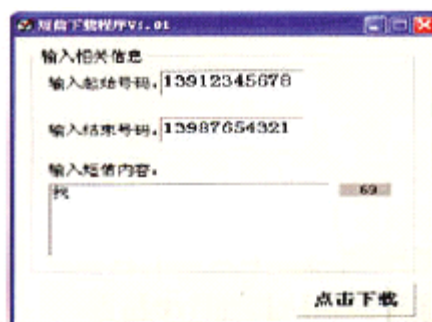 短信下载程序V1.01
输入相关信息
输入起始号码：13912345678
输入结束号码：13987654321
输入短信内容：
我
69
点击下载